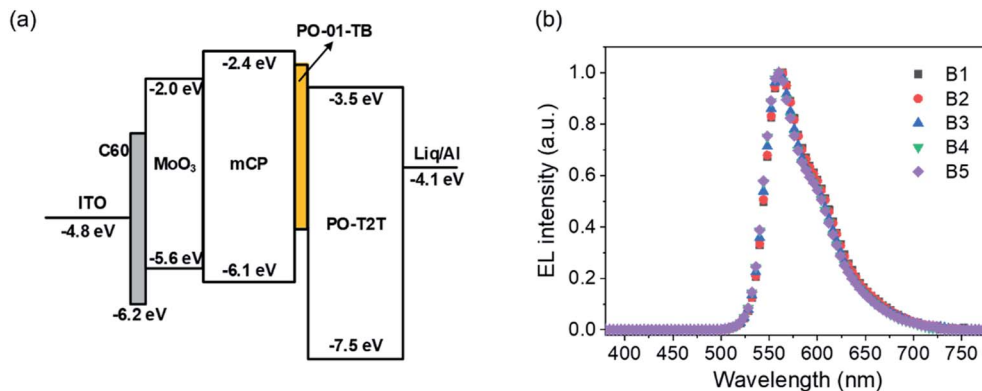 (a)
PO-01-TB
-2.4 eV
-2.0 eV
-3.5 eV
C60
MoO₃
mCP
Liq/Al
-4.1 eV
ITO
-4.8 eV
PO-T2T
-5.6 eV
-6.1 eV
-6.2 eV
-7.5 eV
(b)
EL intensity (a.u.)
1.0
0.8
0.6
0.4
0.2
0.0
B1
B2
B3
B4
B5
400 450 500 550 600 650 700 750
Wavelength (nm)